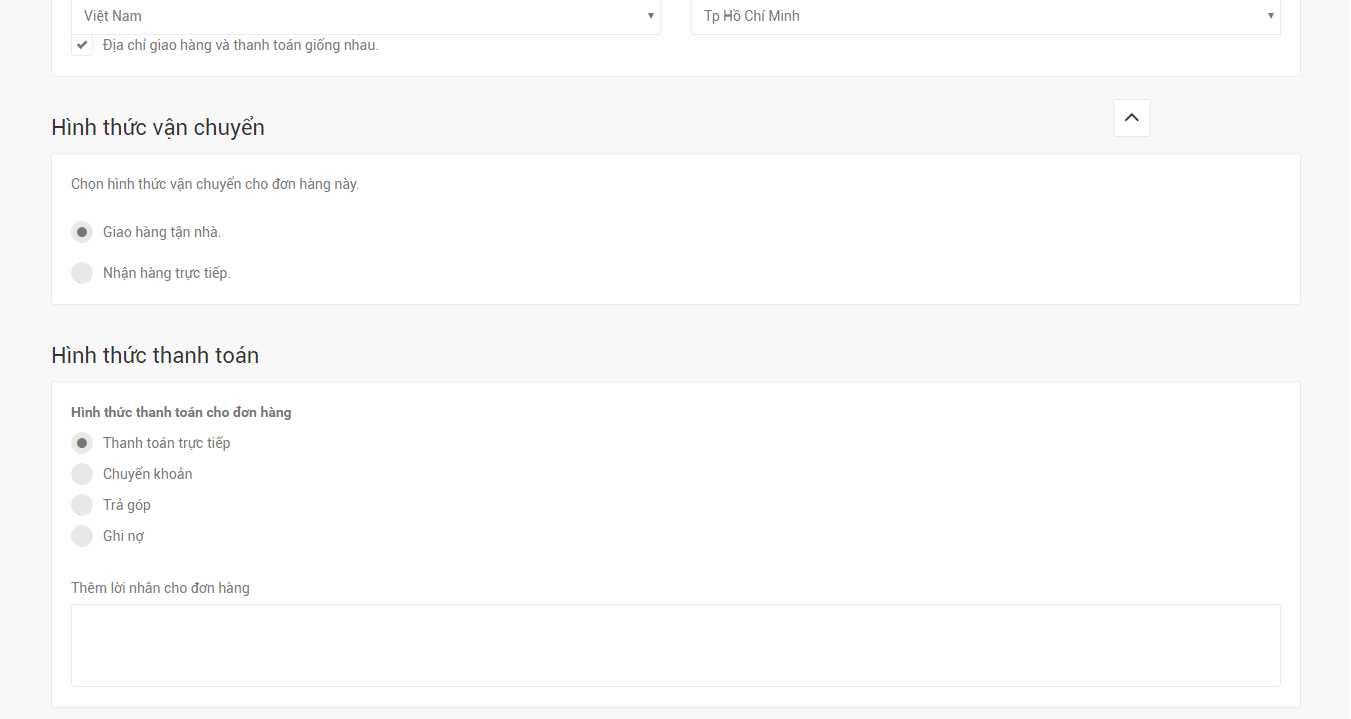 Việt Nam
Tp Hồ Chí Minh
Địa chỉ giao hàng và thanh toán giống nhau.
Hình thức vận chuyển
Chọn hình thức vận chuyển cho đơn hàng này.
Giao hàng tận nhà.
Nhận hàng trực tiếp.
Hình thức thanh toán
Hình thức thanh toán cho đơn hàng
Thanh toán trực tiếp
Chuyển khoản
Trả góp
Ghi nợ
Thêm lời nhắn cho đơn hàng